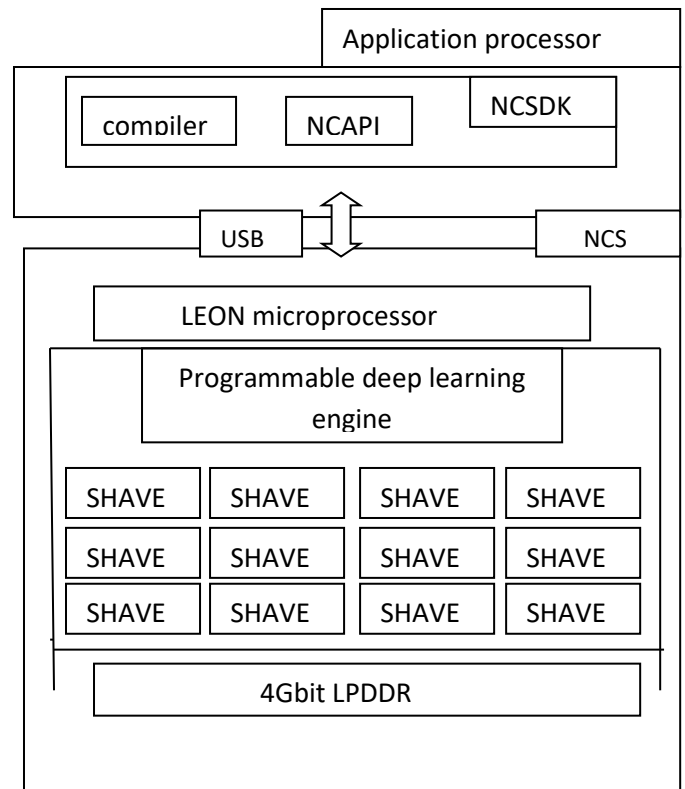 Application processor
NCSDK
compiler
NCAPI
USB
NCS
LEON microprocessor
Programmable deep learning
engine
SHAVE SHAVE SHAVE SHAVE
SHAVE SHAVE SHAVE SHAVE
SHAVE SHAVE SHAVE SHAVE
4Gbit LPDDR